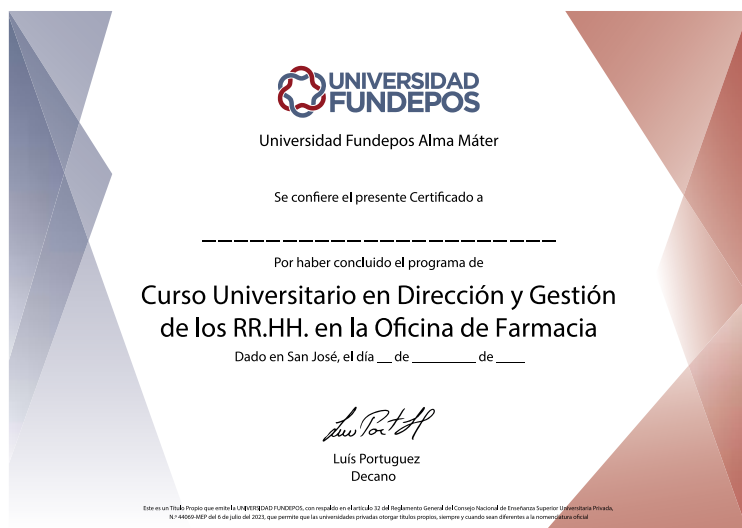 UNIVERSIDAD
FUNDEPOS
Universidad Fundepos Alma Máter
Se confiere el presente Certificado a
Por haber concluido el programa de
Curso Universitario en Dirección y Gestión
de los RR.HH. en la Oficina de Farmacia
Dado en San José, el día __ de ________ de ____
Luís Portuguez
Decano
Este es un Título Propio que emite la UNIVERSIDAD FUNDEPOS, con respaldo en el artículo 32 del Reglamento General del Consejo Nacional de Enseñanza Superior Universitaria Privada,
N.º 44069-MEP del 6 de julio del 2023, que permite que las universidades privadas otorgar títulos propios, siempre y cuando sean diferentes a la nomenclatura oficial